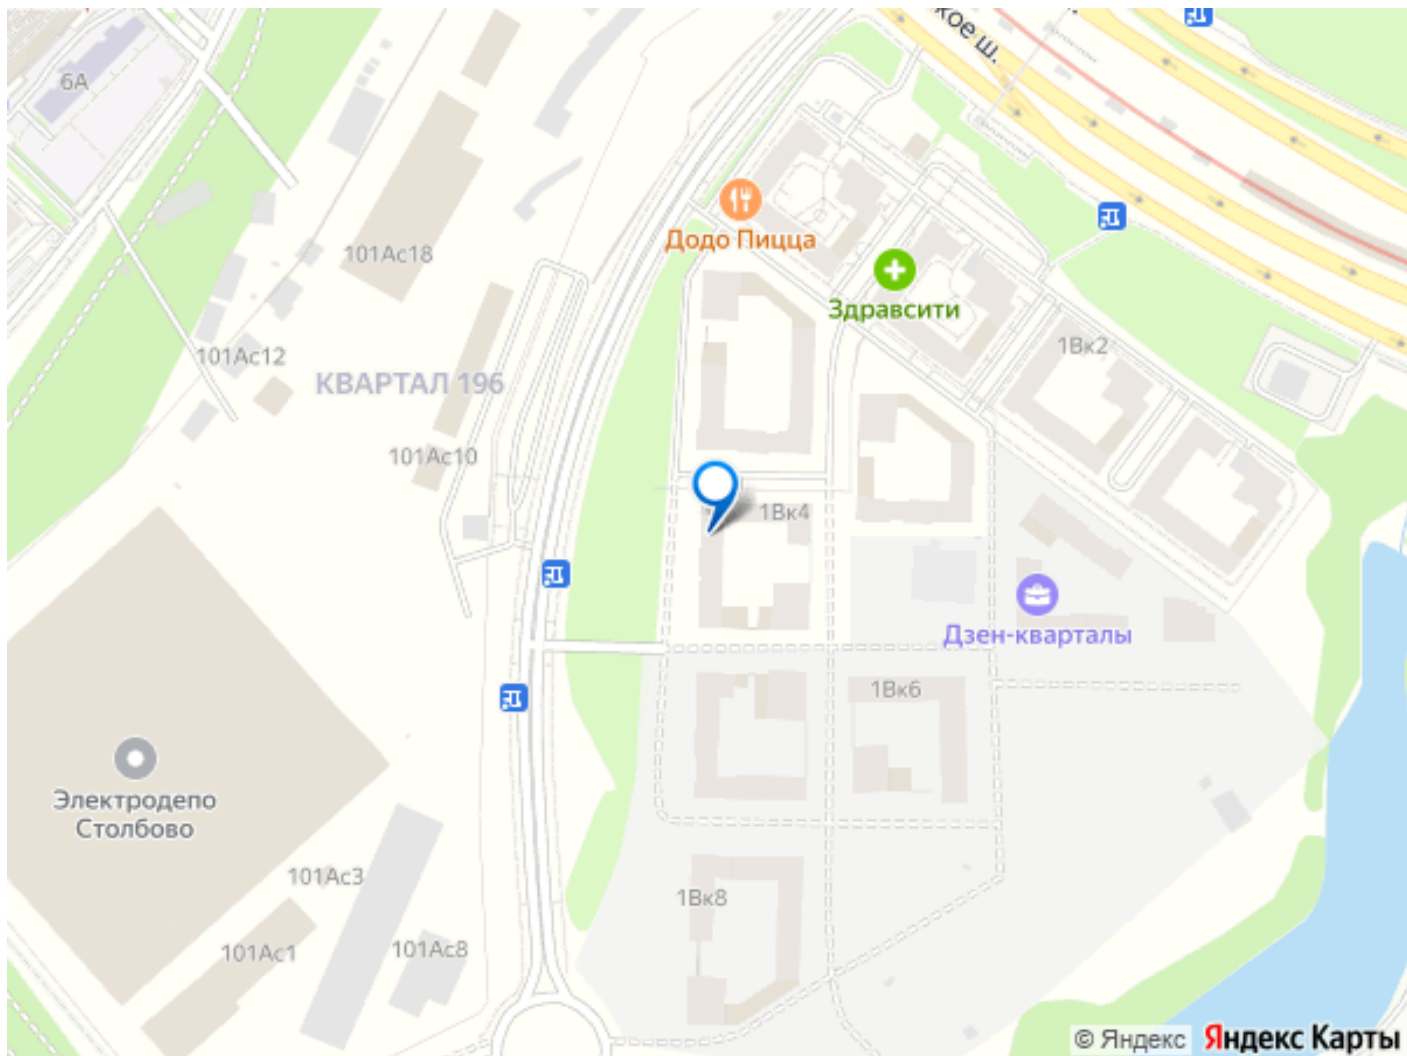 кое ш.
6А
Додо Пицца
101Ас18
Здравсити
1Вк2
101Ас12
КВАРТАЛ 196
101Ас10
1Вк4
Дзен-кварталы
1Вк6
Электродепо
Столбово
101Ас3
1Вк8
101Ас1
101Ас8
© Яндекс Яндекс Карты